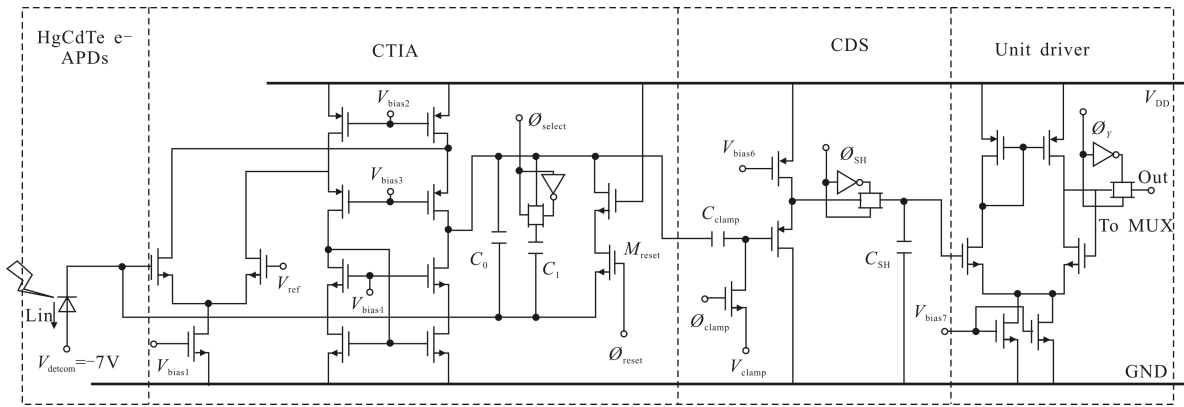 HgCdTe e−
APDs
CTIA
CDS
Unit driver
V_DD
V_bias2
Ø_select
V_bias6
Ø_SH
Ø_Y
Out
To MUX
V_bias3
C_clamp
C_0
C_1
M_reset
C_SH
V_ref
V_bias4
Lin
Ø_clamp
V_bias7
V_detcom=−7V
V_bias1
Ø_reset
V_clamp
GND